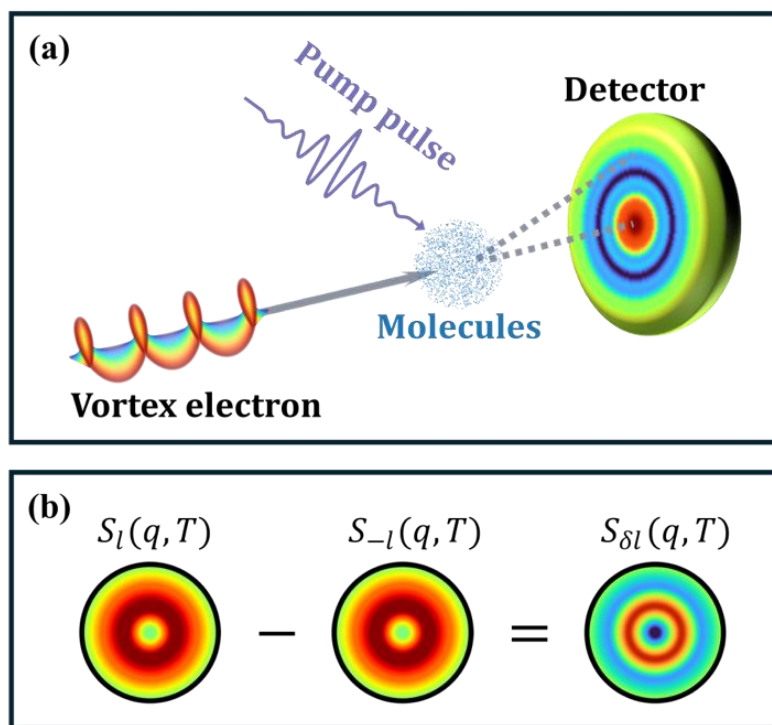 (a)
Pump pulse
Detector
Molecules
Vortex electron
(b)
S_l(q, T) S_{-l}(q, T) S_{δl}(q, T)
− =